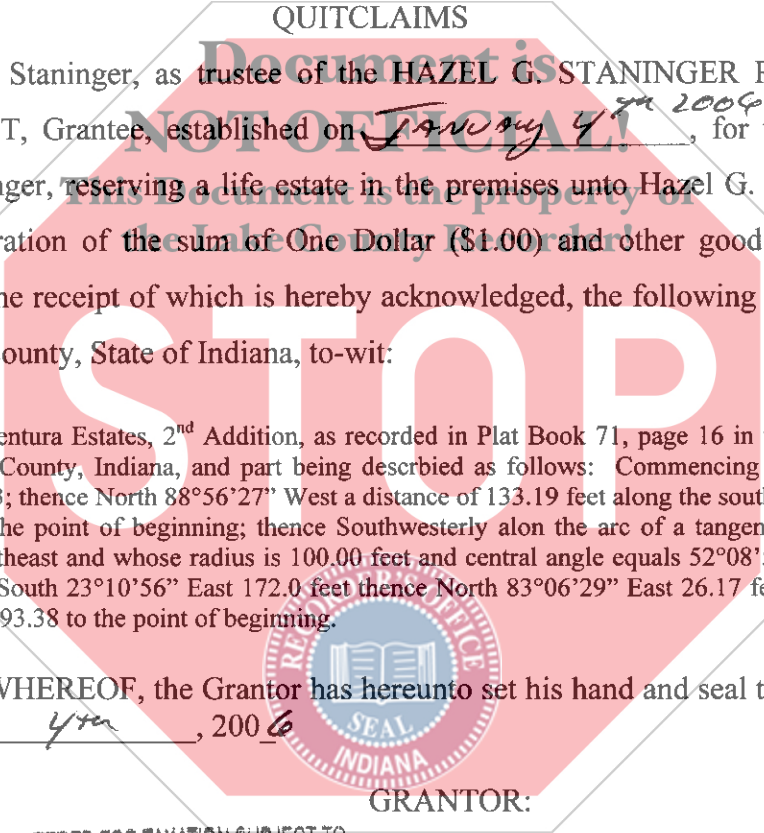 QUITCLAIMS
Document is
Staninger, as trustee of the HAZEL G. STANINGER
NOT OFFICIAL!
T, Grantee, established on January 4th 2006, for
This Document is the property of
nger, reserving a life estate in the premises unto Hazel G.
the Lake County Recorder!
ration of the sum of One Dollar ($1.00) and other good
he receipt of which is hereby acknowledged, the following
ounty, State of Indiana, to-wit:
STOP
entura Estates, 2nd Addition, as recorded in Plat Book 71, page 16 in
County, Indiana, and part being descrbied as follows: Commencing
3; thence North 88°56'27” West a distance of 133.19 feet along the south
he point of beginning; thence Southwesterly alon the arc of a tangen
theast and whose radius is 100.00 feet and central angle equals 52°08'
South 23°10'56” East 172.0 feet thence North 83°06'29” East 26.17 fe
93.38 to the point of beginning.
RECORDER'S OFFICE
SEAL
INDIANA
WHEREOF, the Grantor has hereunto set his hand and seal t
4th, 2006
GRANTOR: